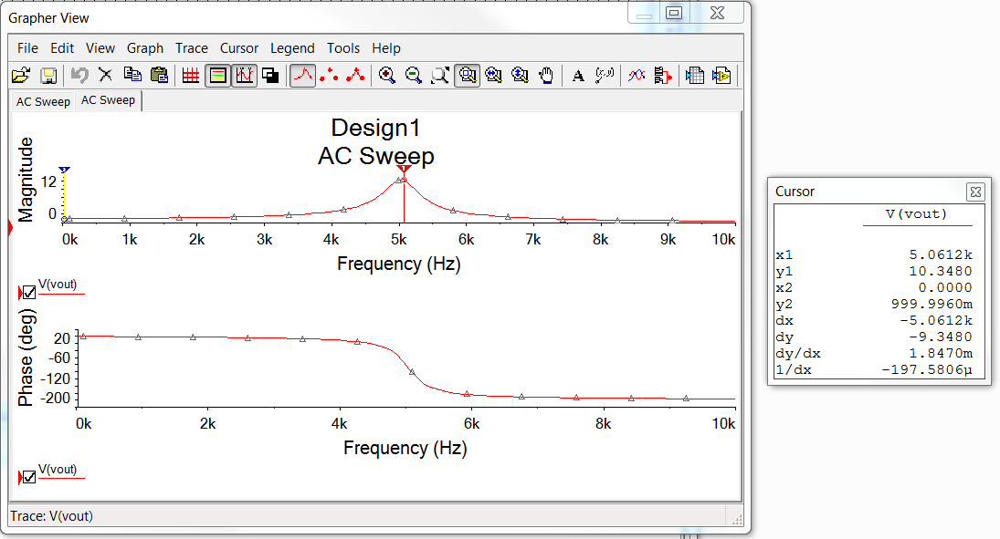 Grapher View
File Edit View Graph Trace Cursor Legend Tools Help
A (x,y)
AC Sweep AC Sweep
Design1
AC Sweep
Magnitude
12
0
0k 1k 2k 3k 4k 5k 6k 7k 8k 9k 10k
Frequency (Hz)
V(vout)
Phase (deg)
20
-60
-120
-200
0k 2k 4k 6k 8k 10k
Frequency (Hz)
V(vout)
Trace: V(vout)
Cursor
V(vout)
x1 5.0612k
y1 10.3480
x2 0.0000
y2 999.9960m
dx -5.0612k
dy -9.3480
dy/dx 1.8470m
1/dx -197.5806µ